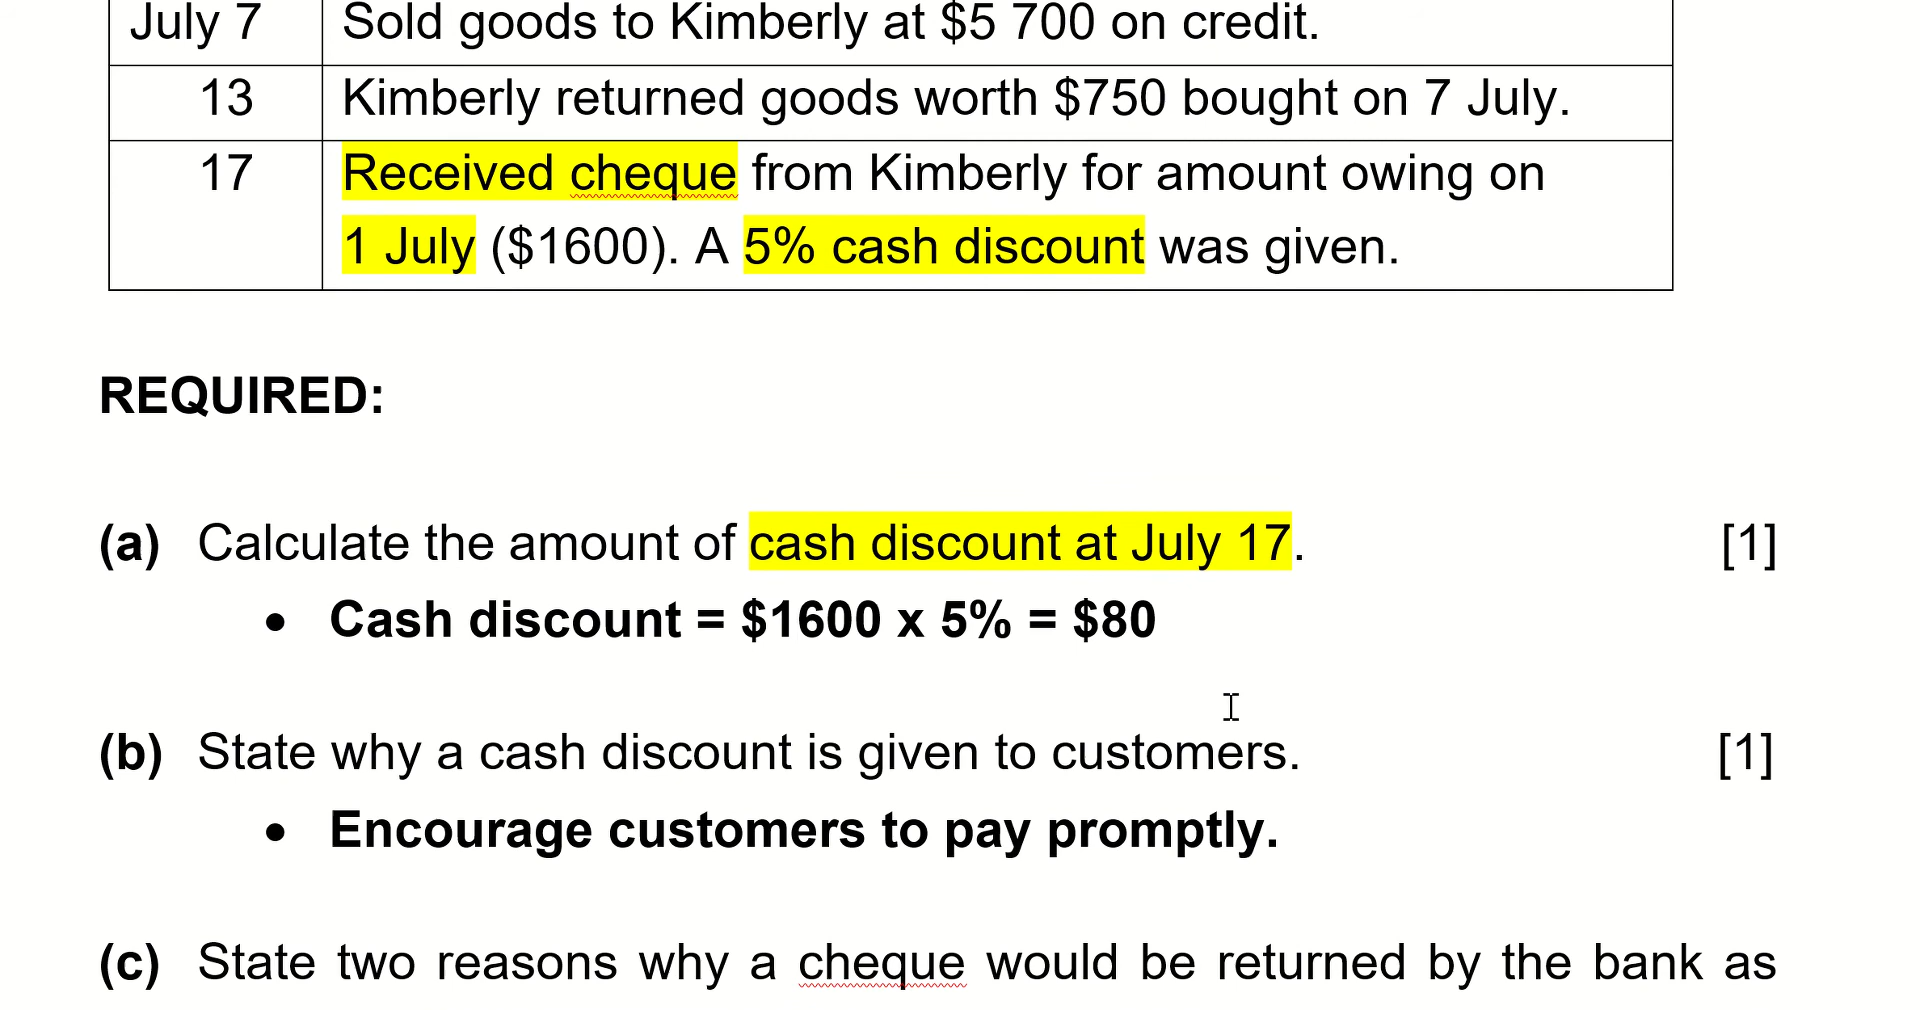 July 7 Sold goods to Kimberly at $5 700 on credit.
13 Kimberly returned goods worth $750 bought on 7 July.
17 Received cheque from Kimberly for amount owing on
1 July ($1600). A 5% cash discount was given.
REQUIRED:
(a) Calculate the amount of cash discount at July 17. [1]
• Cash discount = $1600 x 5% = $80
(b) State why a cash discount is given to customers. [1]
• Encourage customers to pay promptly.
(c) State two reasons why a cheque would be returned by the bank as